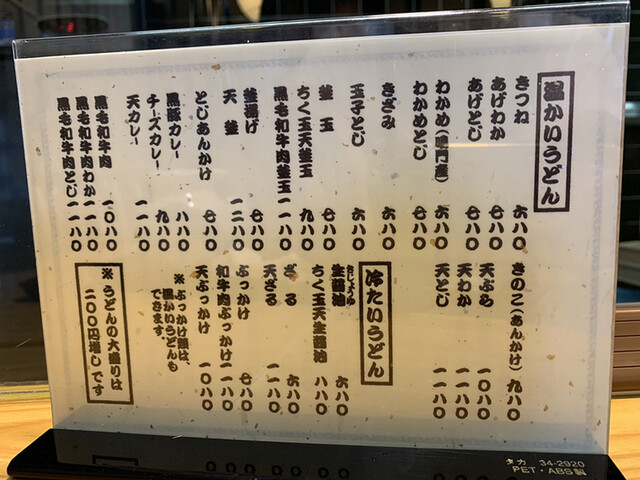 温かいうどん
きつね 六八〇
あげわか 七八〇
あげとじ 七八〇
わかめ(鳴門産) 六八〇
わかめとじ 七八〇
きざみ 六八〇
玉子とじ 六八〇
釜玉 六八〇
ちく玉天釜玉 九八〇
黒毛和牛肉釜玉 一一八〇
釜揚げ 七八〇
天釜 一二八〇
とじあんかけ 七八〇
黒豚カレー 八八〇
チーズカレー 九八〇
天カレー 一一八〇
黒毛和牛肉 一〇八〇
黒毛和牛肉わか 一一八〇
黒毛和牛肉とじ 一一八〇
きのこ(あんかけ) 九八〇
天ぷら 一〇八〇
天わか 一一八〇
天とじ 一一八〇
冷たいうどん
生醤油 六八〇
きじょうゆ
ちく玉天生醤油 八八〇
ざる 六八〇
天ざる 一一八〇
ぶっかけ 七八〇
和牛肉ぶっかけ 一一八〇
天ぶっかけ 一〇八〇
※ぶっかけ類は、
温かいうどんも
できます。
※うどんの大盛りは
二〇〇円増しです
タカ 34-2920
PET・ABS製